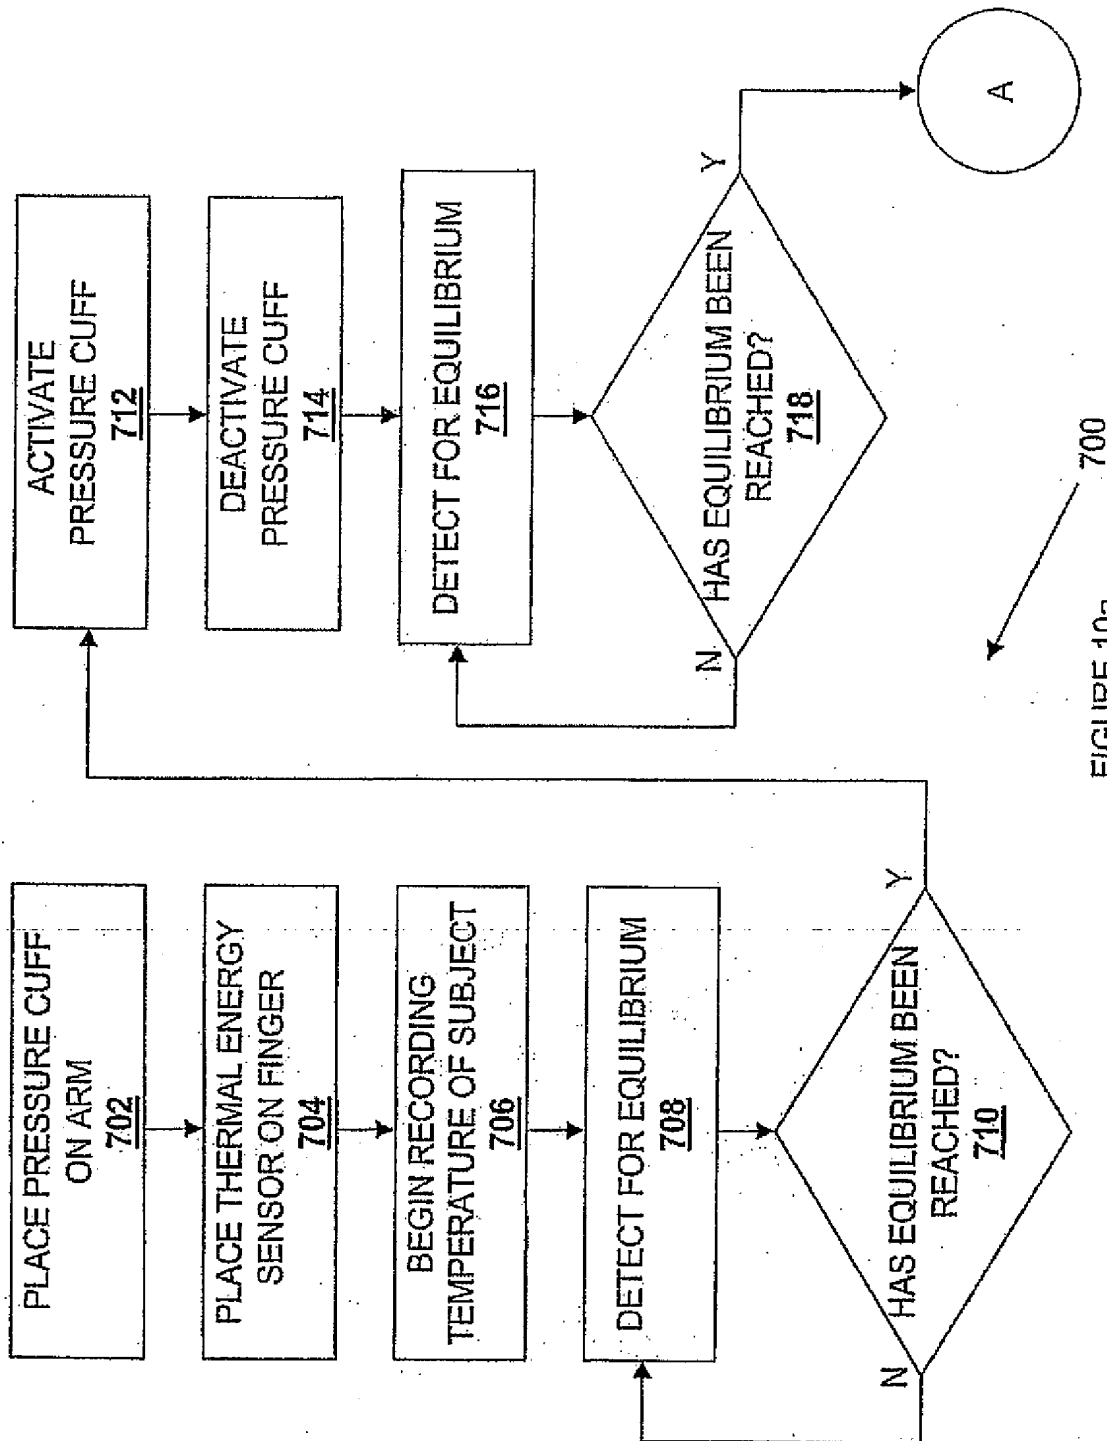 PLACE PRESSURE CUFF
ON ARM
702
PLACE THERMAL ENERGY
SENSOR ON FINGER
704
BEGIN RECORDING
TEMPERATURE OF SUBJECT
706
DETECT FOR EQUILIBRIUM
708
HAS EQUILIBRIUM BEEN
REACHED?
710
N
Y
ACTIVATE
PRESSURE CUFF
712
DEACTIVATE
PRESSURE CUFF
714
DETECT FOR EQUILIBRIUM
716
HAS EQUILIBRIUM BEEN
REACHED?
718
N
Y
A
700
FIGURE 10a